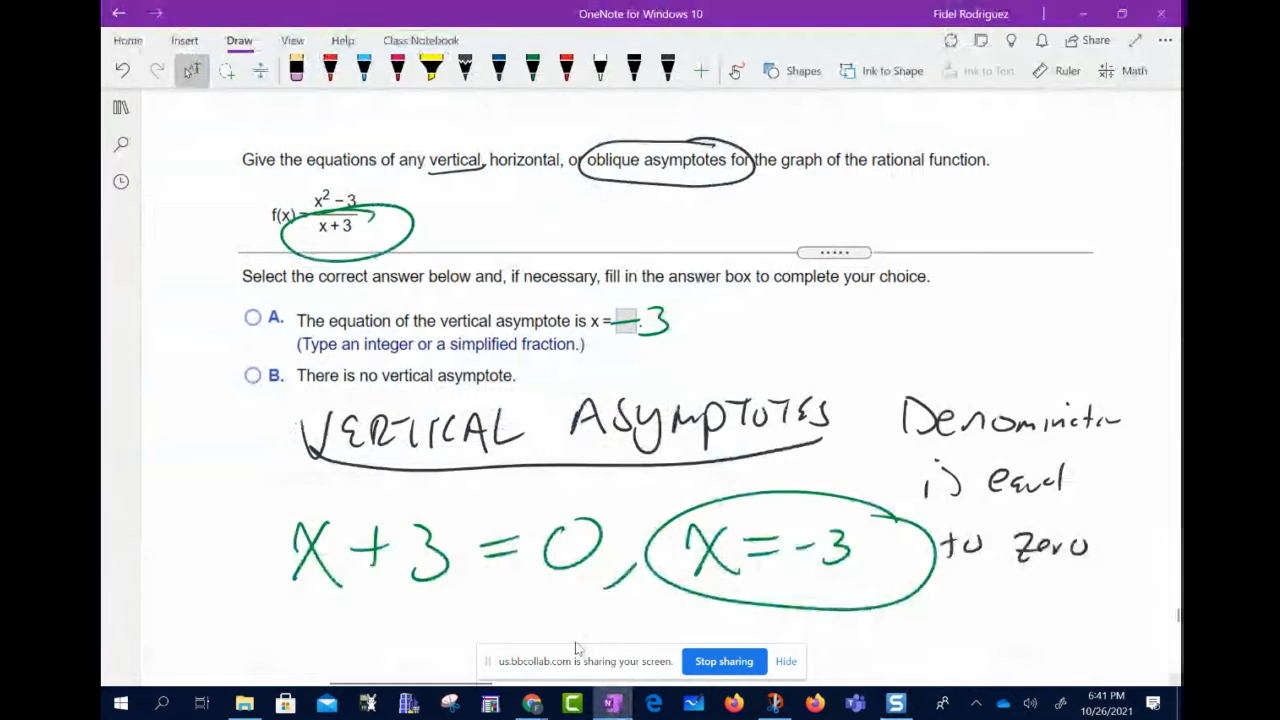 OneNote for Windows 10
Fidel Rodriguez
Home Insert Draw View Help Class Notebook
Share
Shapes Ink to Shape Ink to Text Ruler Math
Give the equations of any vertical, horizontal, or oblique asymptotes for the graph of the rational function.
x² − 3
f(x)=
x + 3
Select the correct answer below and, if necessary, fill in the answer box to complete your choice.
A. The equation of the vertical asymptote is x = -3
(Type an integer or a simplified fraction.)
B. There is no vertical asymptote.
VERTICAL ASYMPTOTES
Denominator
is equal
to zero
x + 3 = 0, x = -3
us.bbcollab.com is sharing your screen. Stop sharing Hide
6:41 PM
10/26/2021